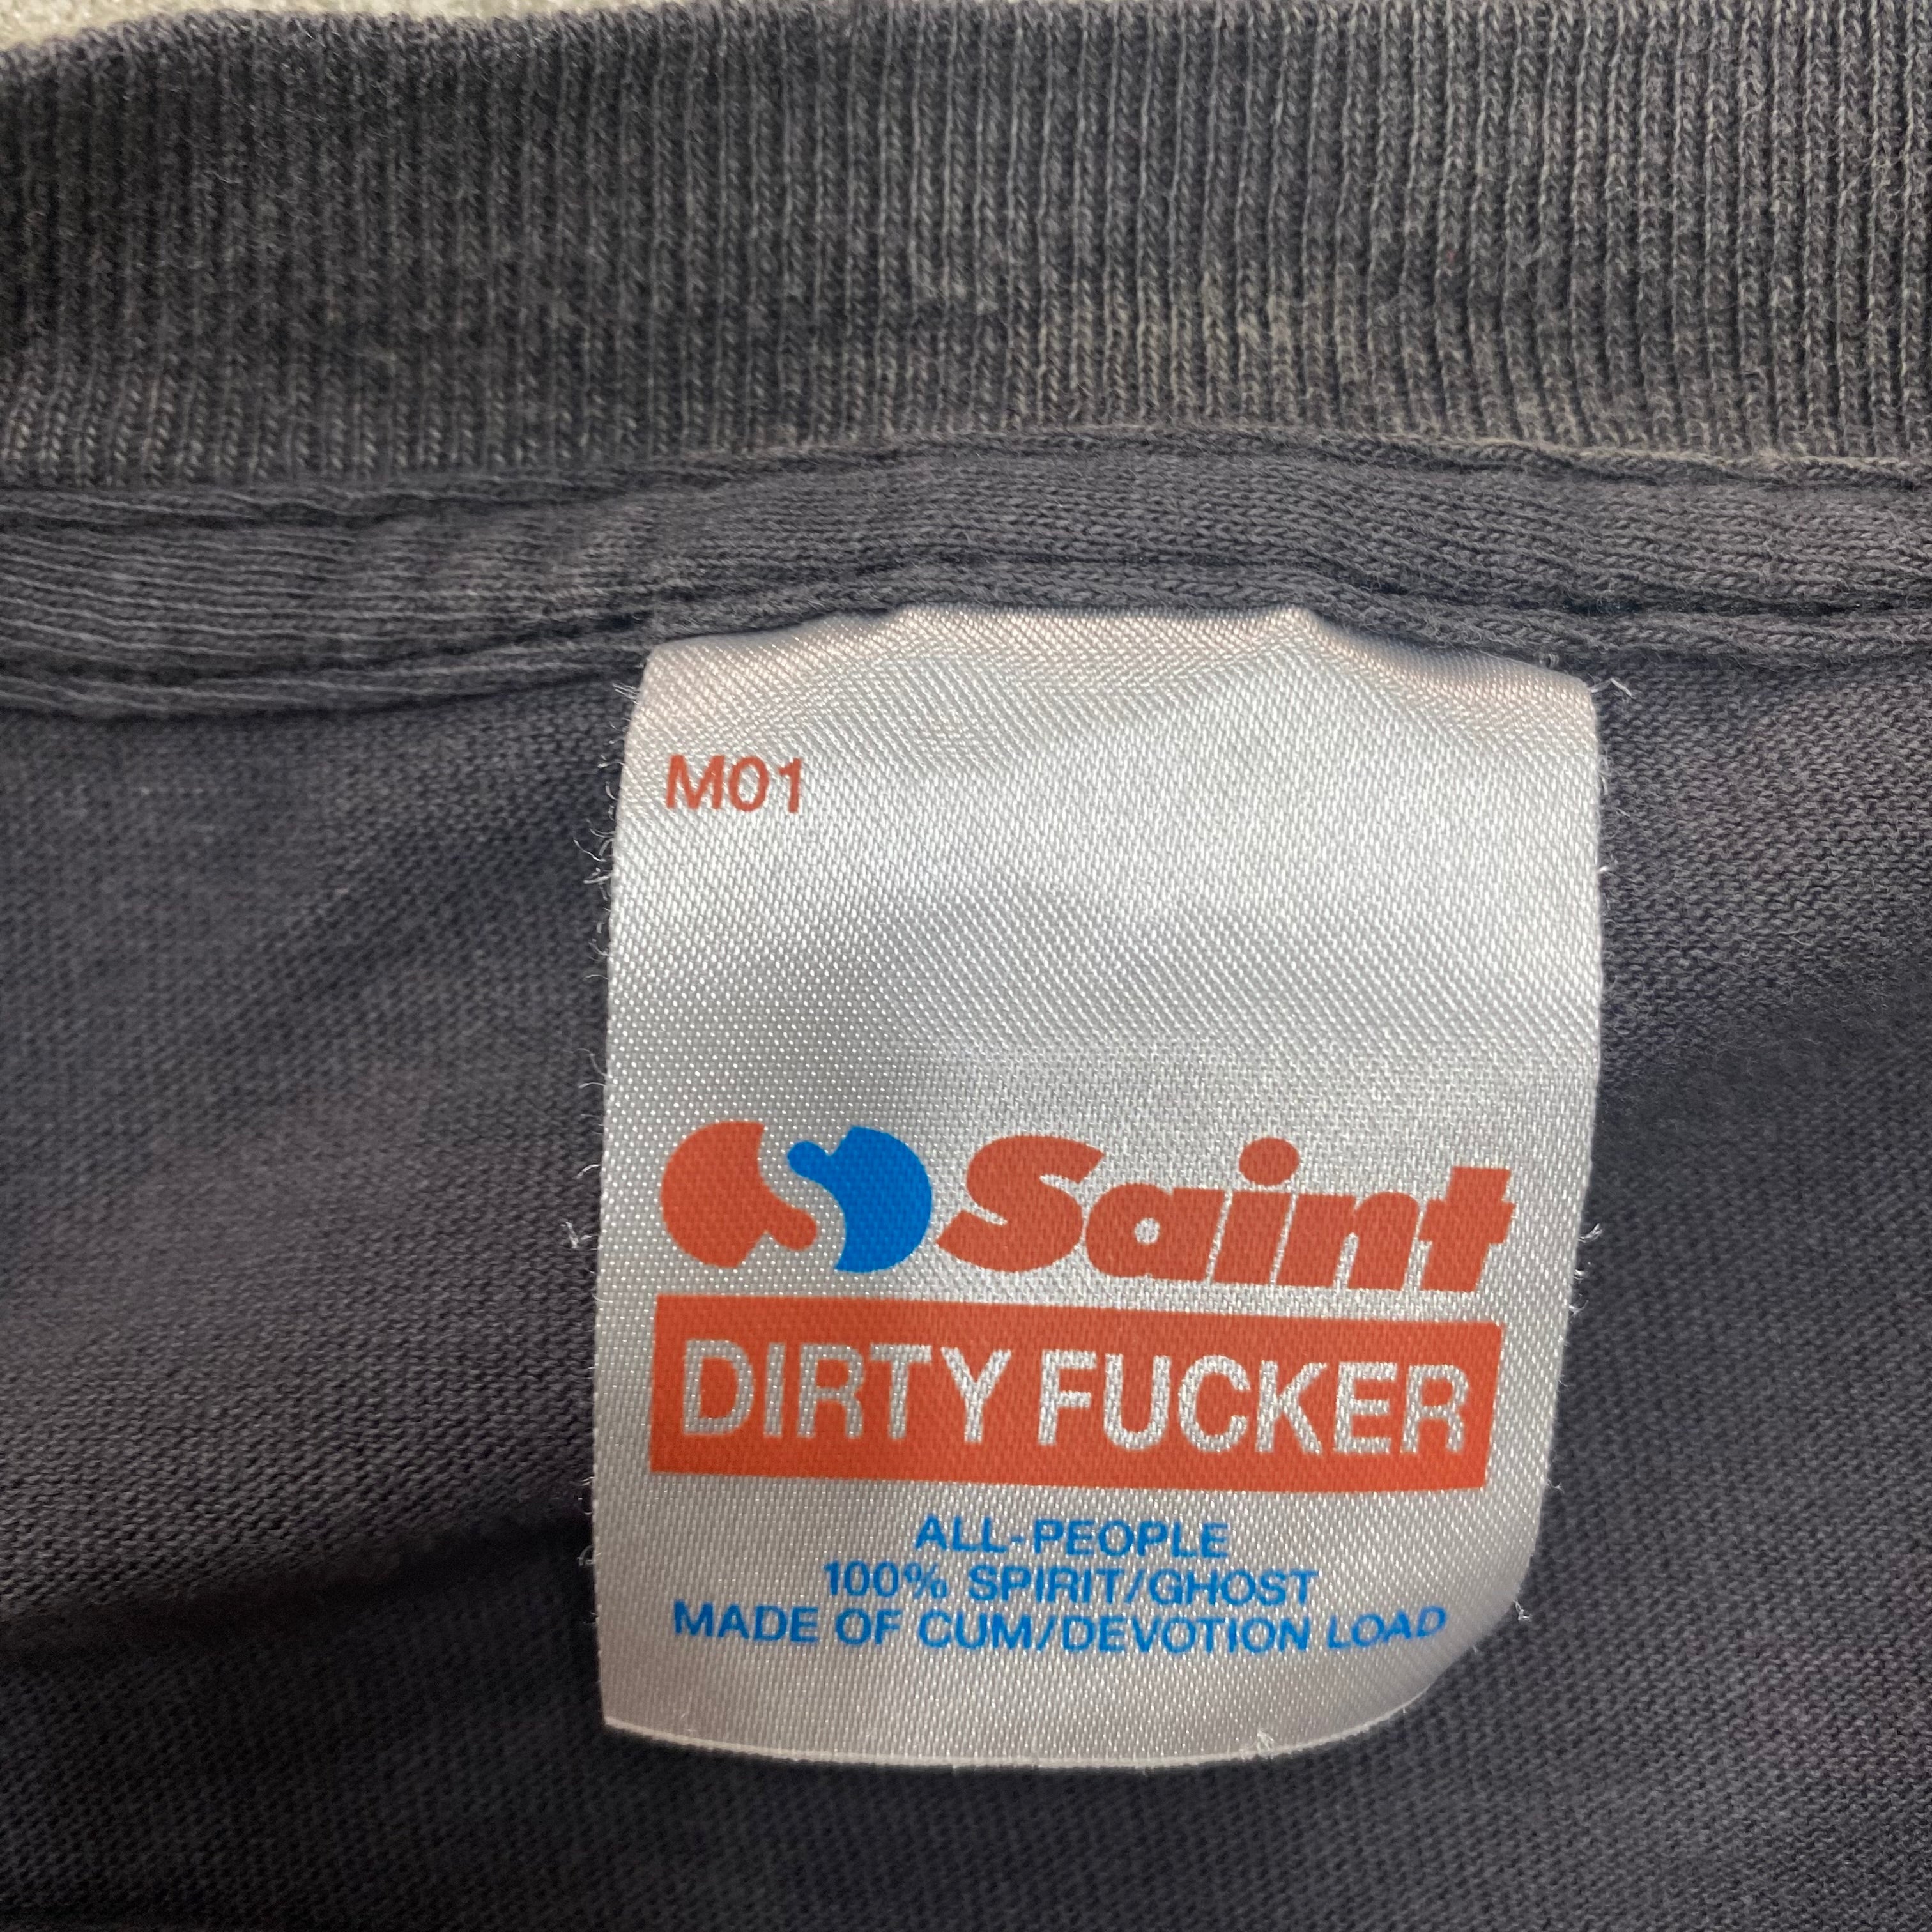 M01
Saint
DIRTY FUCKER
ALL-PEOPLE
100% SPIRIT/GHOST
MADE OF CUM/DEVOTION LOAD